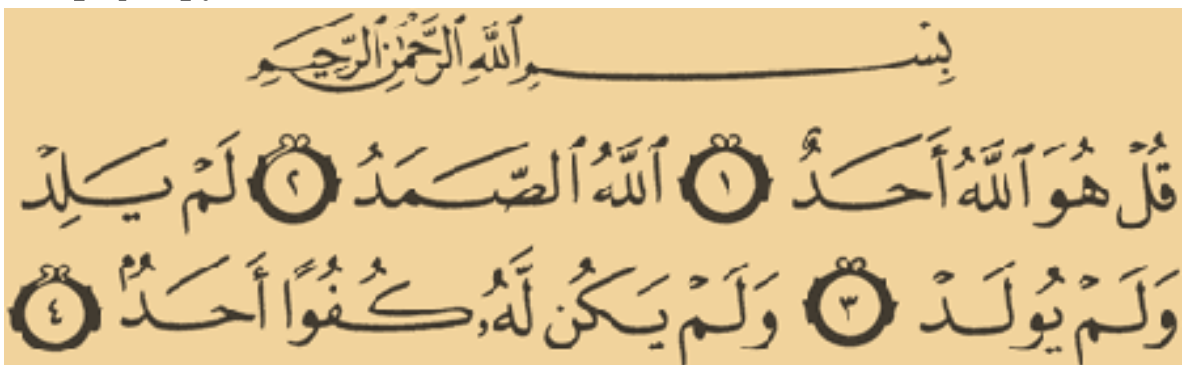 بِسْمِ ٱللَّهِ ٱلرَّحْمَٰنِ ٱلرَّحِيمِ
قُلْ هُوَ ٱللَّهُ أَحَدٌ ١ ٱللَّهُ ٱلصَّمَدُ ٢ لَمْ يَلِدْ
وَلَمْ يُولَدْ ٣ وَلَمْ يَكُن لَّهُۥ كُفُوًا أَحَدٌۢ ٤